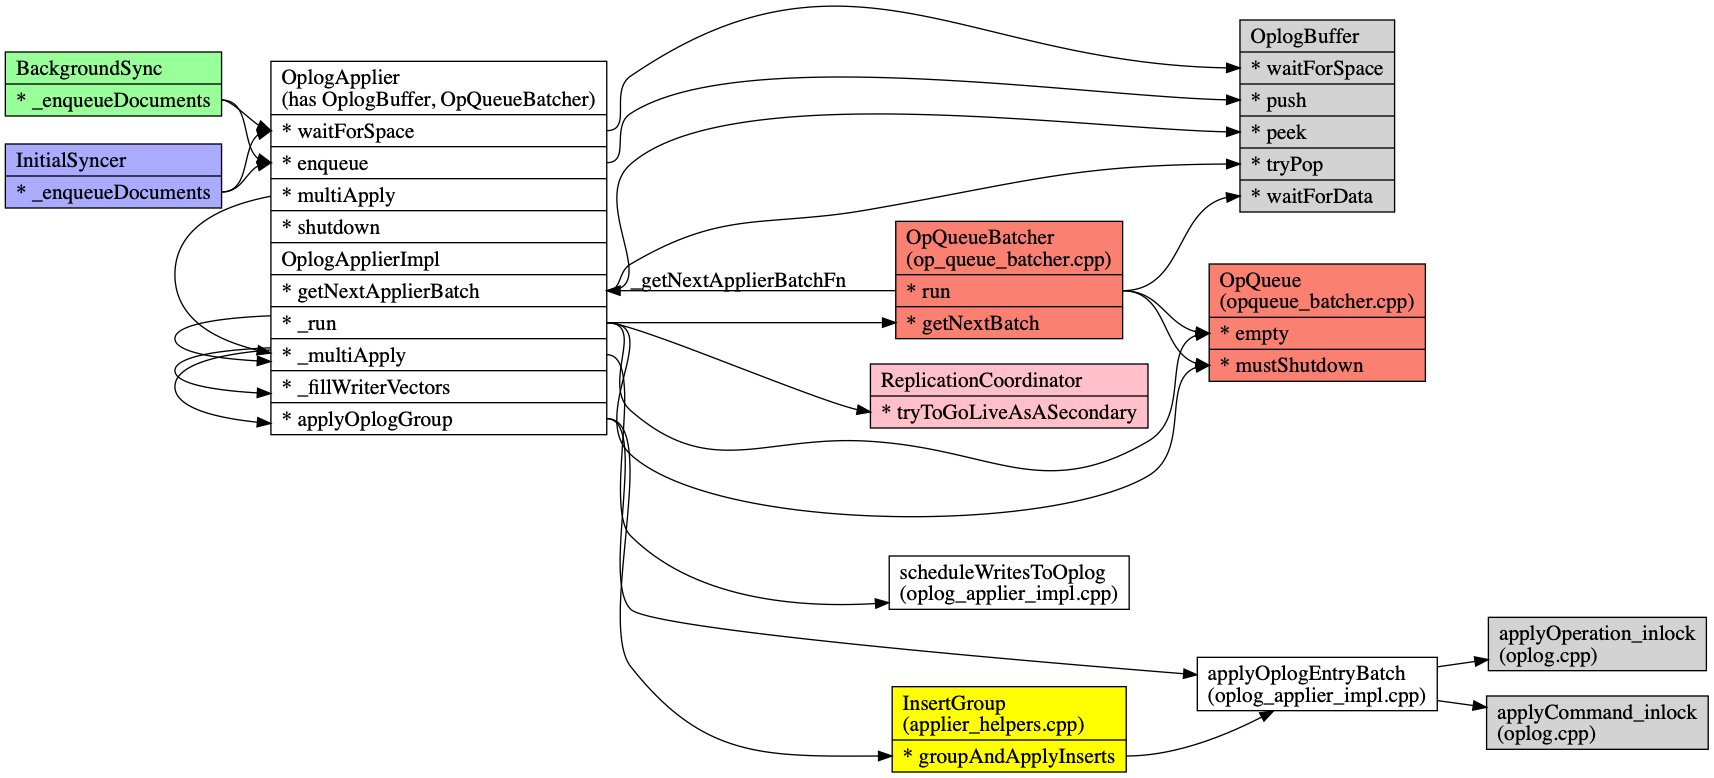 BackgroundSync
* _enqueueDocuments
InitialSyncer
* _enqueueDocuments
OplogApplier
(has OplogBuffer, OpQueueBatcher)
* waitForSpace
* enqueue
* multiApply
* shutdown
OplogApplierImpl
* getNextApplierBatch
* _run
* _multiApply
* _fillWriterVectors
* applyOplogGroup
_getNextApplierBatchFn
OpQueueBatcher
(op_queue_batcher.cpp)
* run
* getNextBatch
ReplicationCoordinator
* tryToGoLiveAsASecondary
OplogBuffer
* waitForSpace
* push
* peek
* tryPop
* waitForData
OpQueue
(opqueue_batcher.cpp)
* empty
* mustShutdown
scheduleWritesToOplog
(oplog_applier_impl.cpp)
InsertGroup
(applier_helpers.cpp)
* groupAndApplyInserts
applyOplogEntryBatch
(oplog_applier_impl.cpp)
applyOperation_inlock
(oplog.cpp)
applyCommand_inlock
(oplog.cpp)